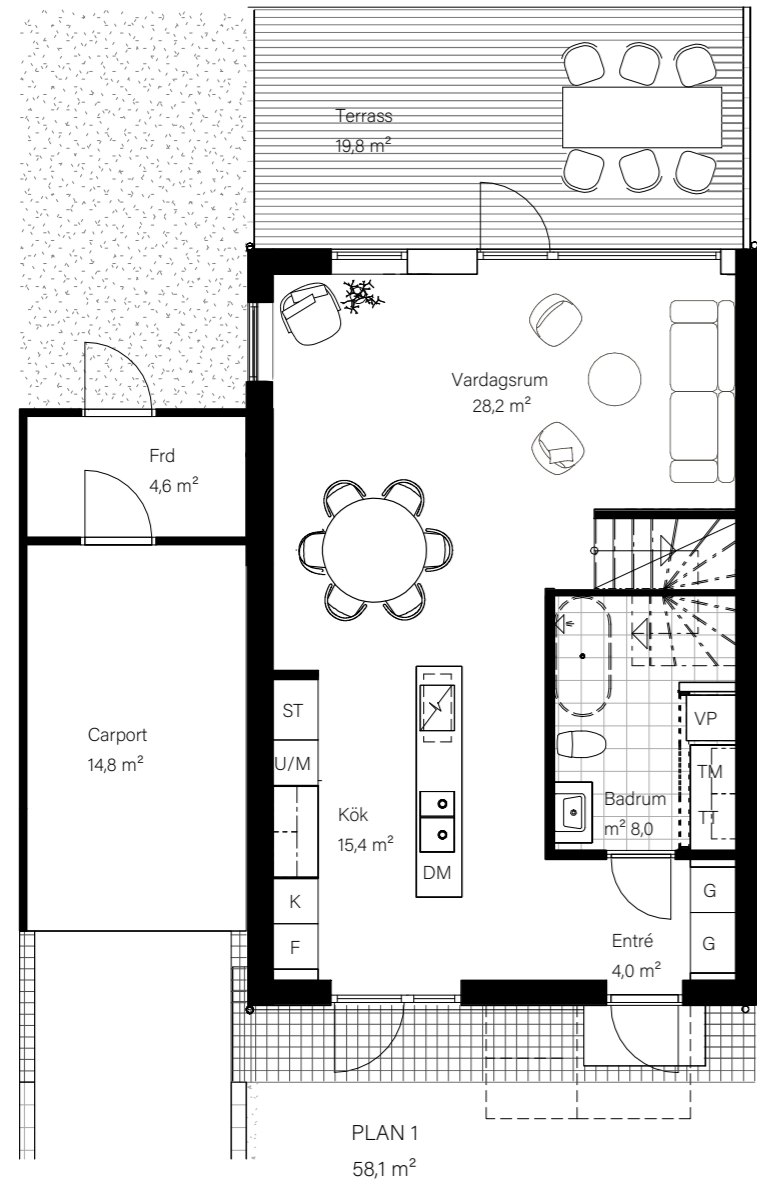 Terrass
19,8 m²
Vardagsrum
28,2 m²
Frd
4,6 m²
ST
VP
Carport
14,8 m²
U/M
TM
Badrum
m² 8,0
TT
Kök
15,4 m²
DM
K
G
F
Entré
4,0 m²
G
PLAN 1
58,1 m²